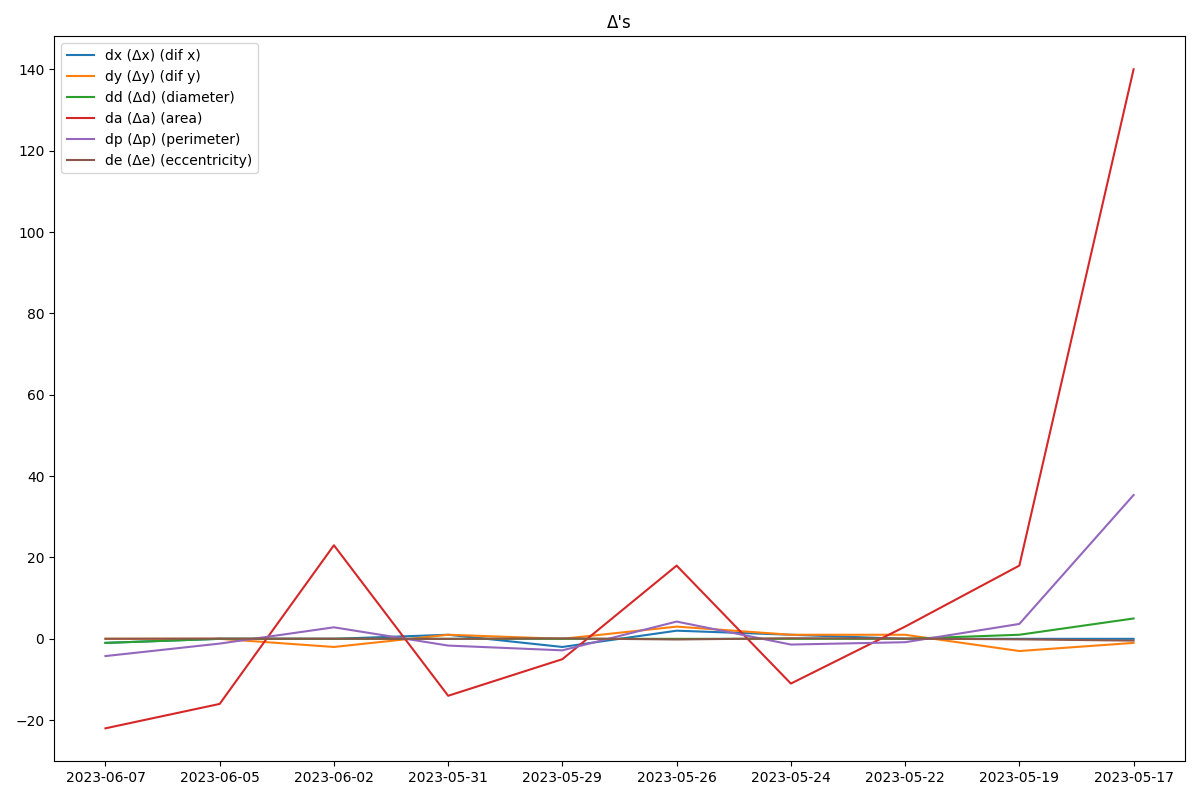 Δ's
dx (Δx) (dif x)
dy (Δy) (dif y)
dd (Δd) (diameter)
da (Δa) (area)
dp (Δp) (perimeter)
de (Δe) (eccentricity)
140
120
100
80
60
40
20
0
−20
2023-06-07 2023-06-05 2023-06-02 2023-05-31 2023-05-29 2023-05-26 2023-05-24 2023-05-22 2023-05-19 2023-05-17